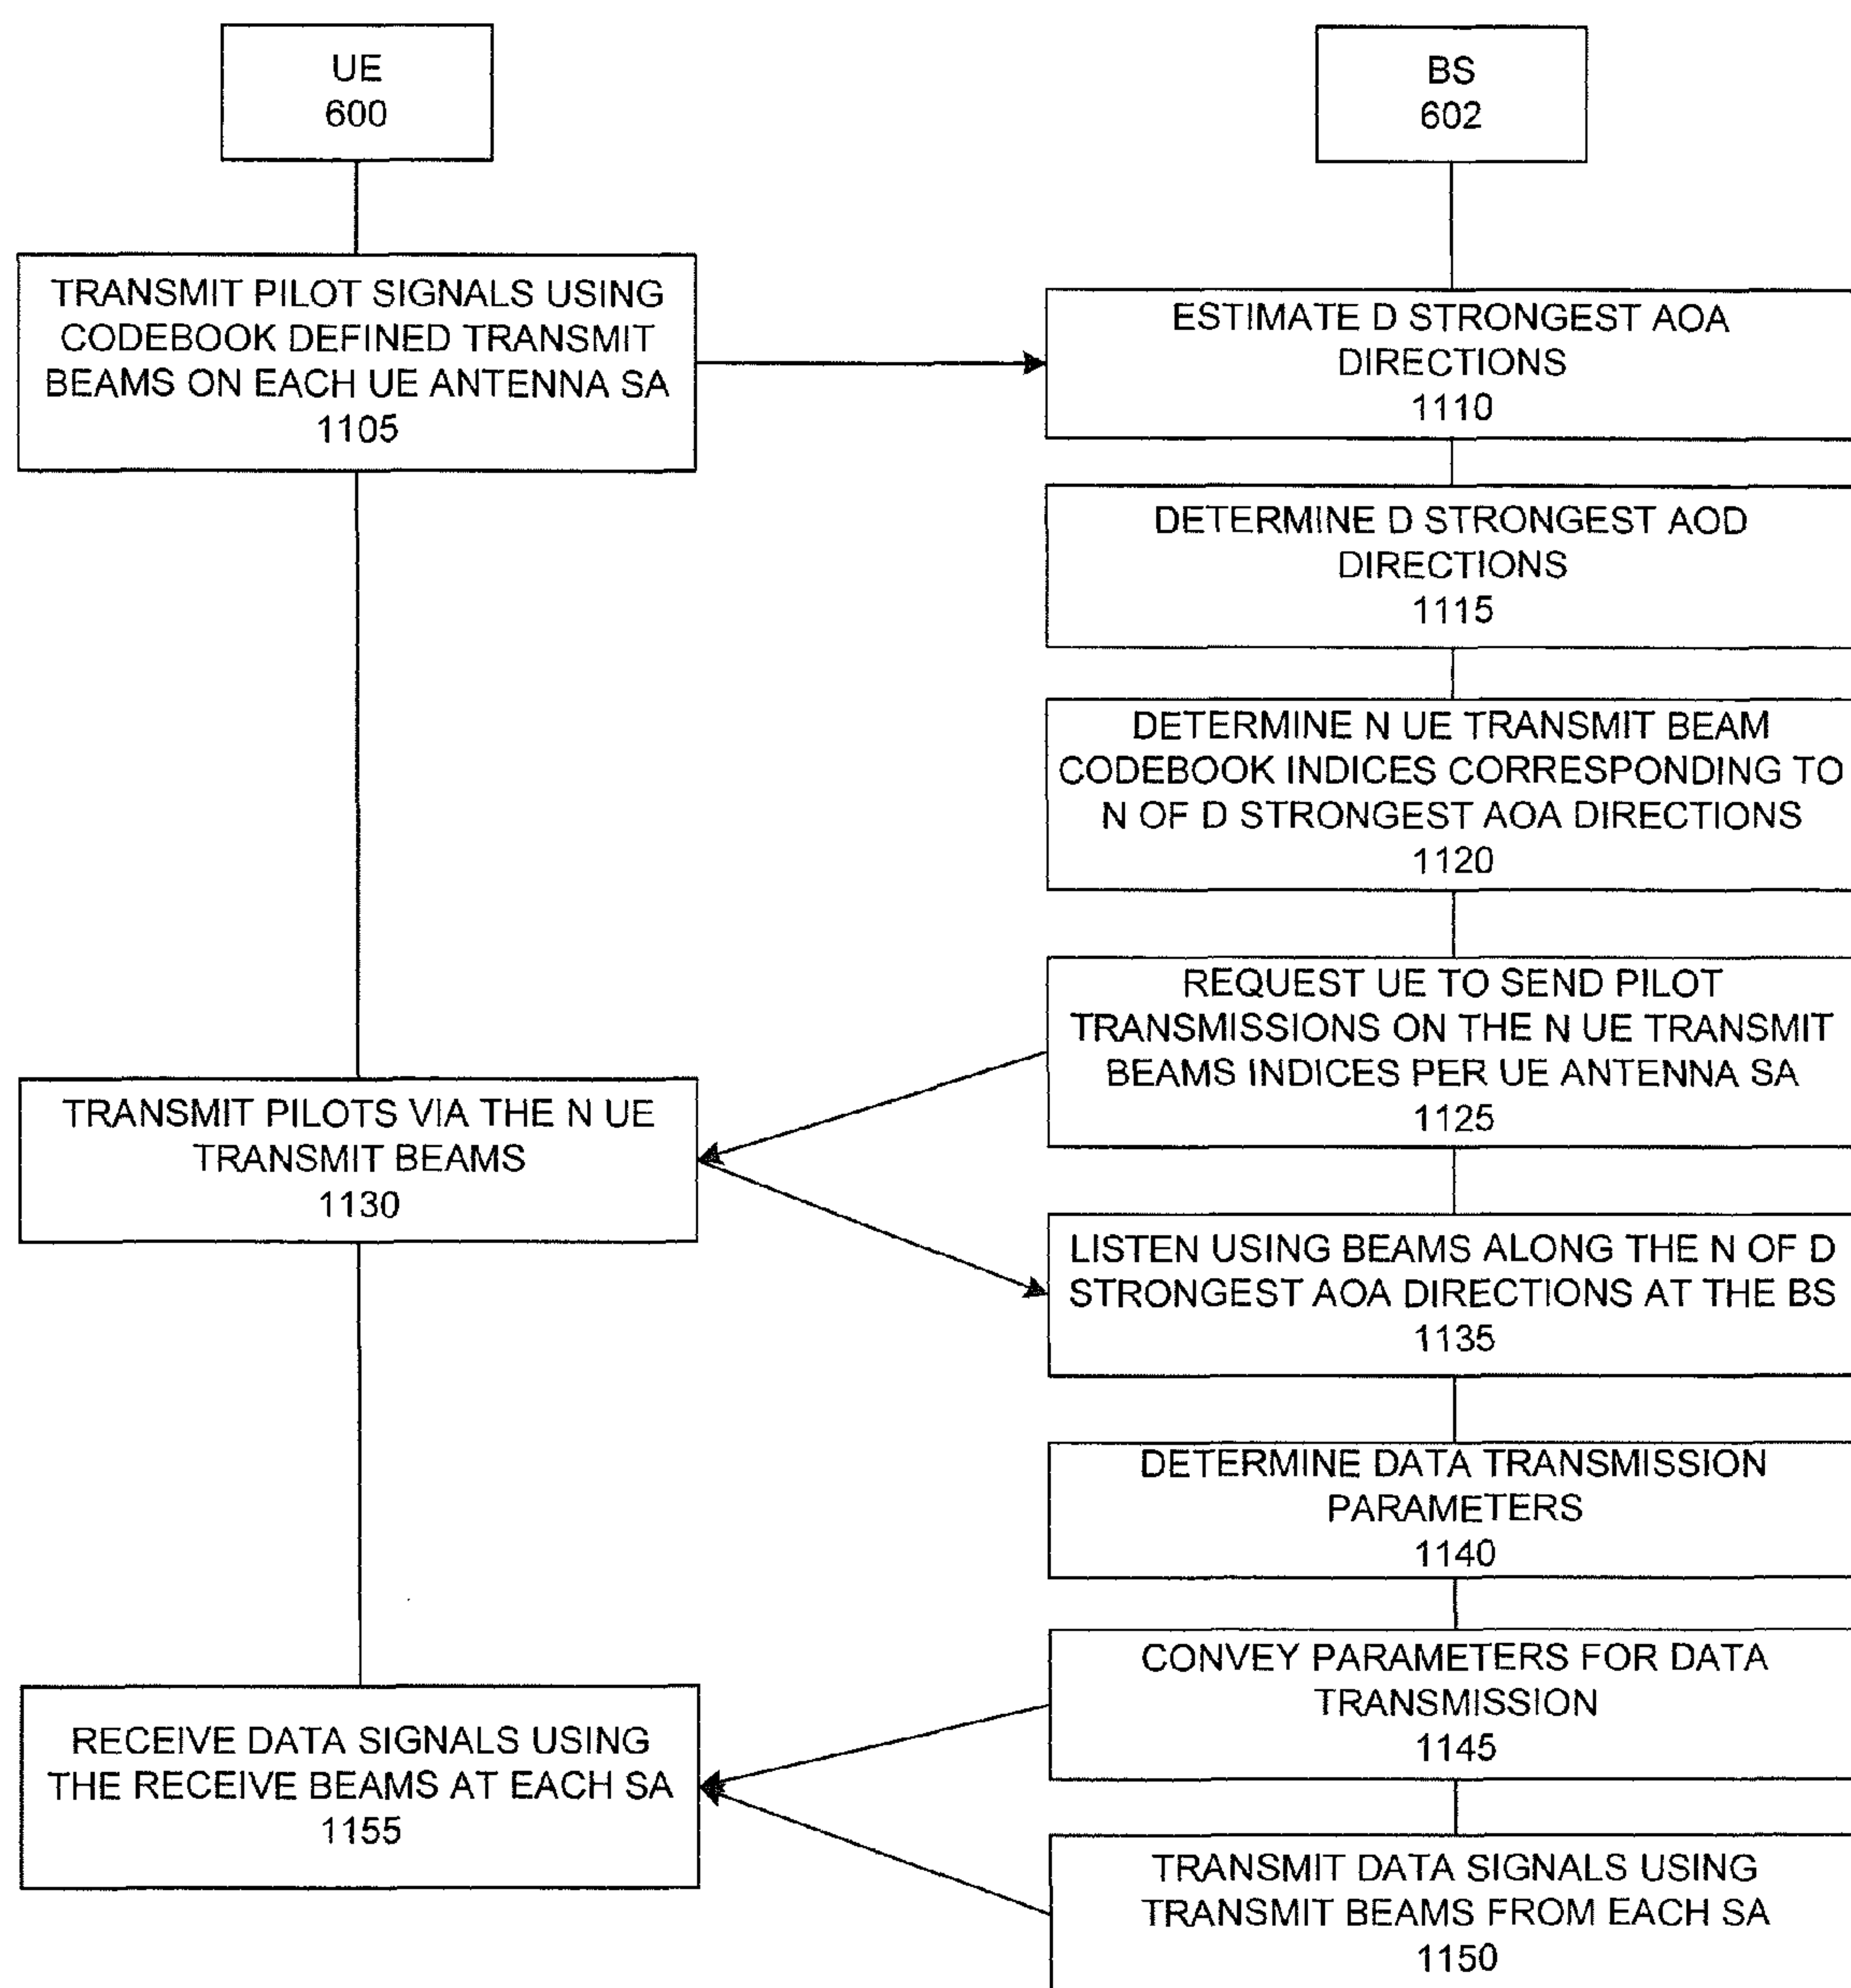 UE
600
BS
602
TRANSMIT PILOT SIGNALS USING
CODEBOOK DEFINED TRANSMIT
BEAMS ON EACH UE ANTENNA SA
1105
ESTIMATE D STRONGEST AOA
DIRECTIONS
1110
DETERMINE D STRONGEST AOD
DIRECTIONS
1115
DETERMINE N UE TRANSMIT BEAM
CODEBOOK INDICES CORRESPONDING TO
N OF D STRONGEST AOA DIRECTIONS
1120
REQUEST UE TO SEND PILOT
TRANSMISSIONS ON THE N UE TRANSMIT
BEAMS INDICES PER UE ANTENNA SA
1125
TRANSMIT PILOTS VIA THE N UE
TRANSMIT BEAMS
1130
LISTEN USING BEAMS ALONG THE N OF D
STRONGEST AOA DIRECTIONS AT THE BS
1135
DETERMINE DATA TRANSMISSION
PARAMETERS
1140
CONVEY PARAMETERS FOR DATA
TRANSMISSION
1145
RECEIVE DATA SIGNALS USING
THE RECEIVE BEAMS AT EACH SA
1155
TRANSMIT DATA SIGNALS USING
TRANSMIT BEAMS FROM EACH SA
1150